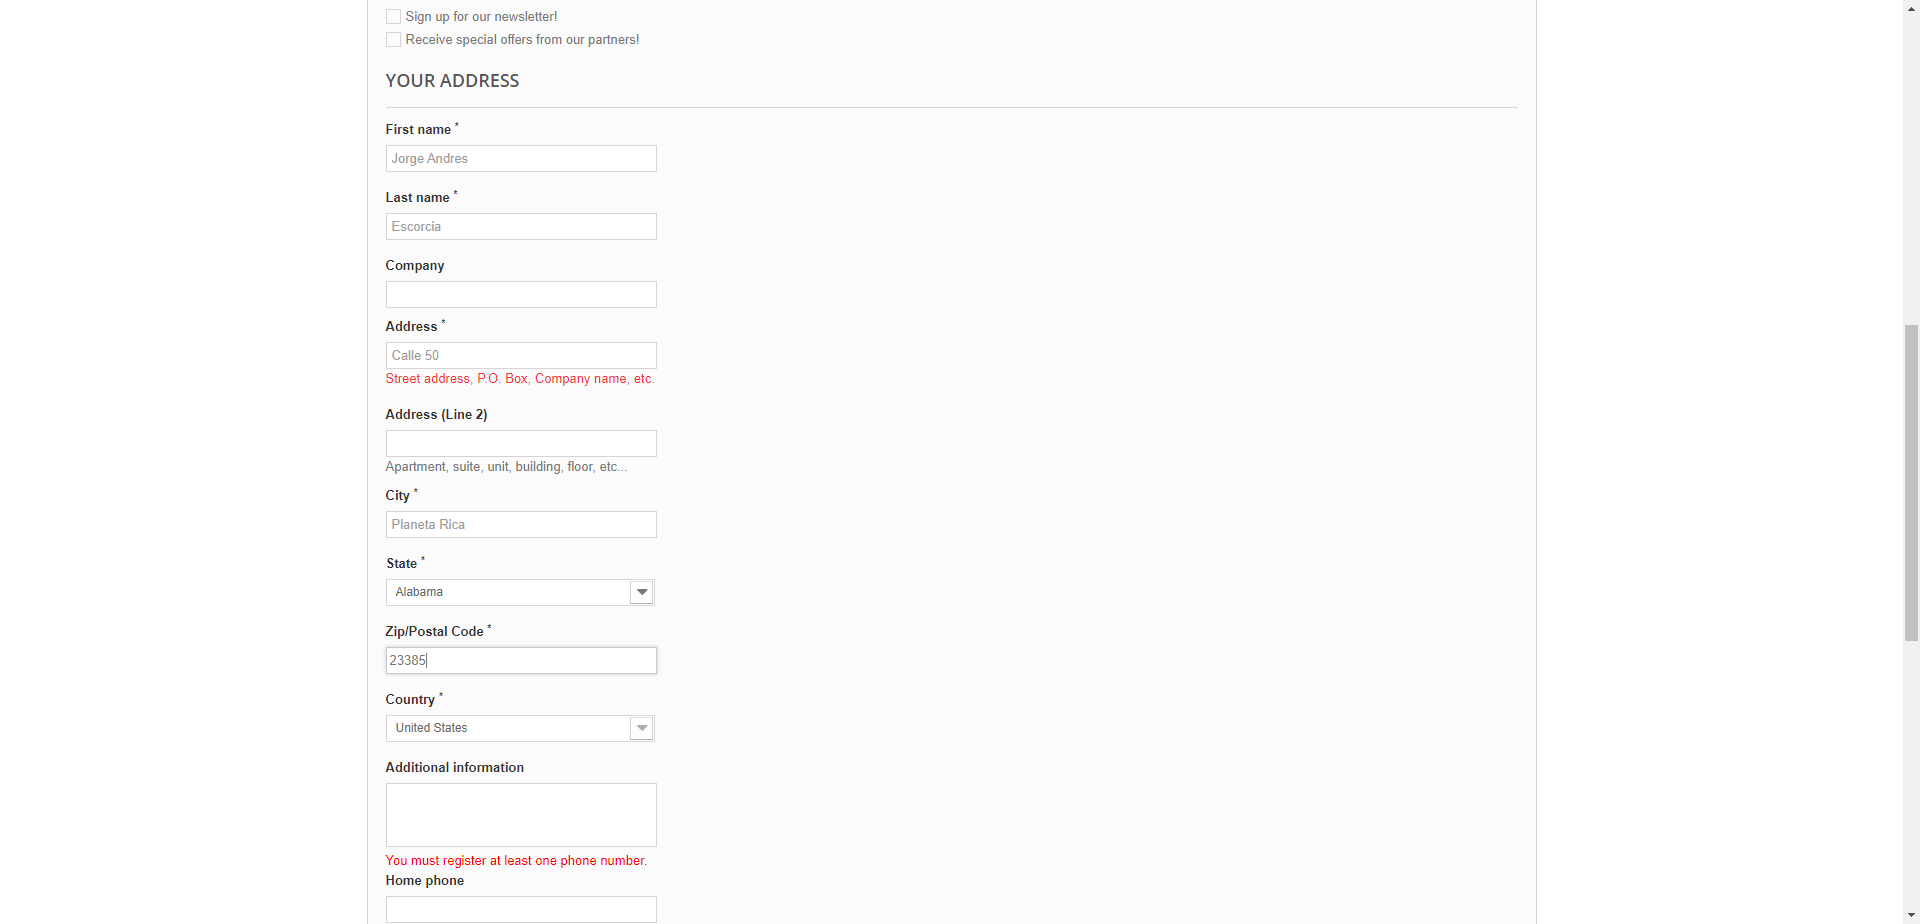 Sign up for our newsletter!
Receive special offers from our partners!
YOUR ADDRESS
First name *
Jorge Andres
Last name *
Escorcia
Company
Address *
Calle 50
Street address, P.O. Box, Company name, etc.
Address (Line 2)
Apartment, suite, unit, building, floor, etc...
City *
Planeta Rica
State *
Alabama
Zip/Postal Code *
23385
Country *
United States
Additional information
You must register at least one phone number.
Home phone